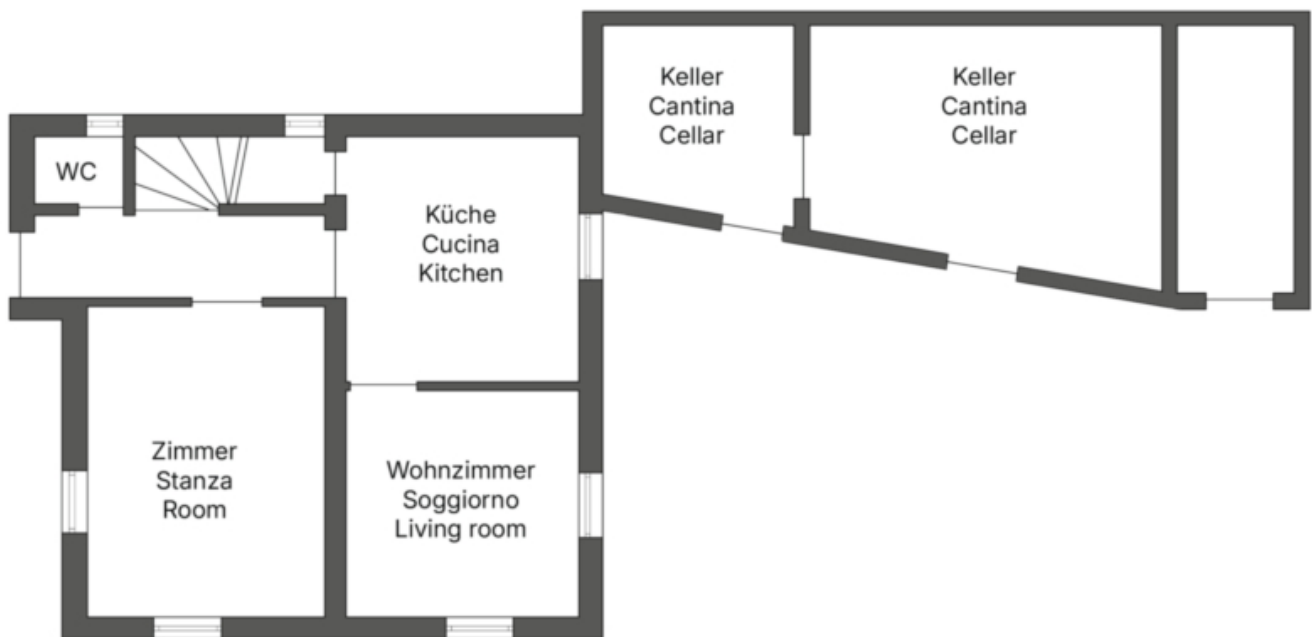 Keller
Cantina
Cellar
Keller
Cantina
Cellar
WC
Küche
Cucina
Kitchen
Zimmer
Stanza
Room
Wohnzimmer
Soggiorno
Living room